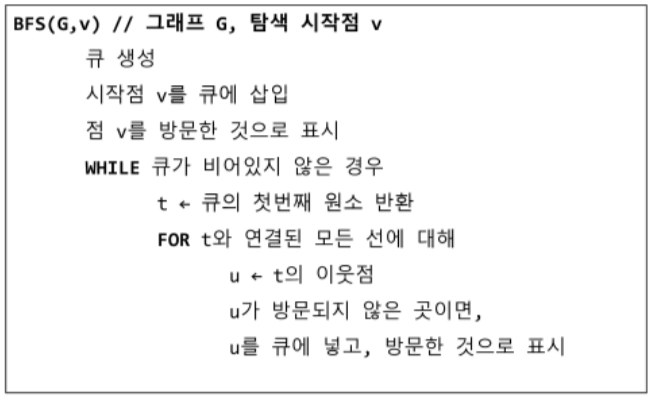 BFS(G,v) // 그래프 G, 탐색 시작점 v
큐 생성
시작점 v를 큐에 삽입
점 v를 방문한 것으로 표시
WHILE 큐가 비어있지 않은 경우
t ← 큐의 첫번째 원소 반환
FOR t와 연결된 모든 선에 대해
u ← t의 이웃점
u가 방문되지 않은 곳이면,
u를 큐에 넣고, 방문한 것으로 표시